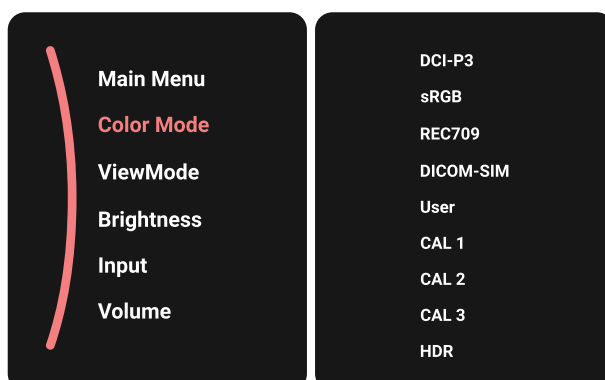 Main Menu
Color Mode
ViewMode
Brightness
Input
Volume
DCI-P3
sRGB
REC709
DICOM-SIM
User
CAL 1
CAL 2
CAL 3
HDR